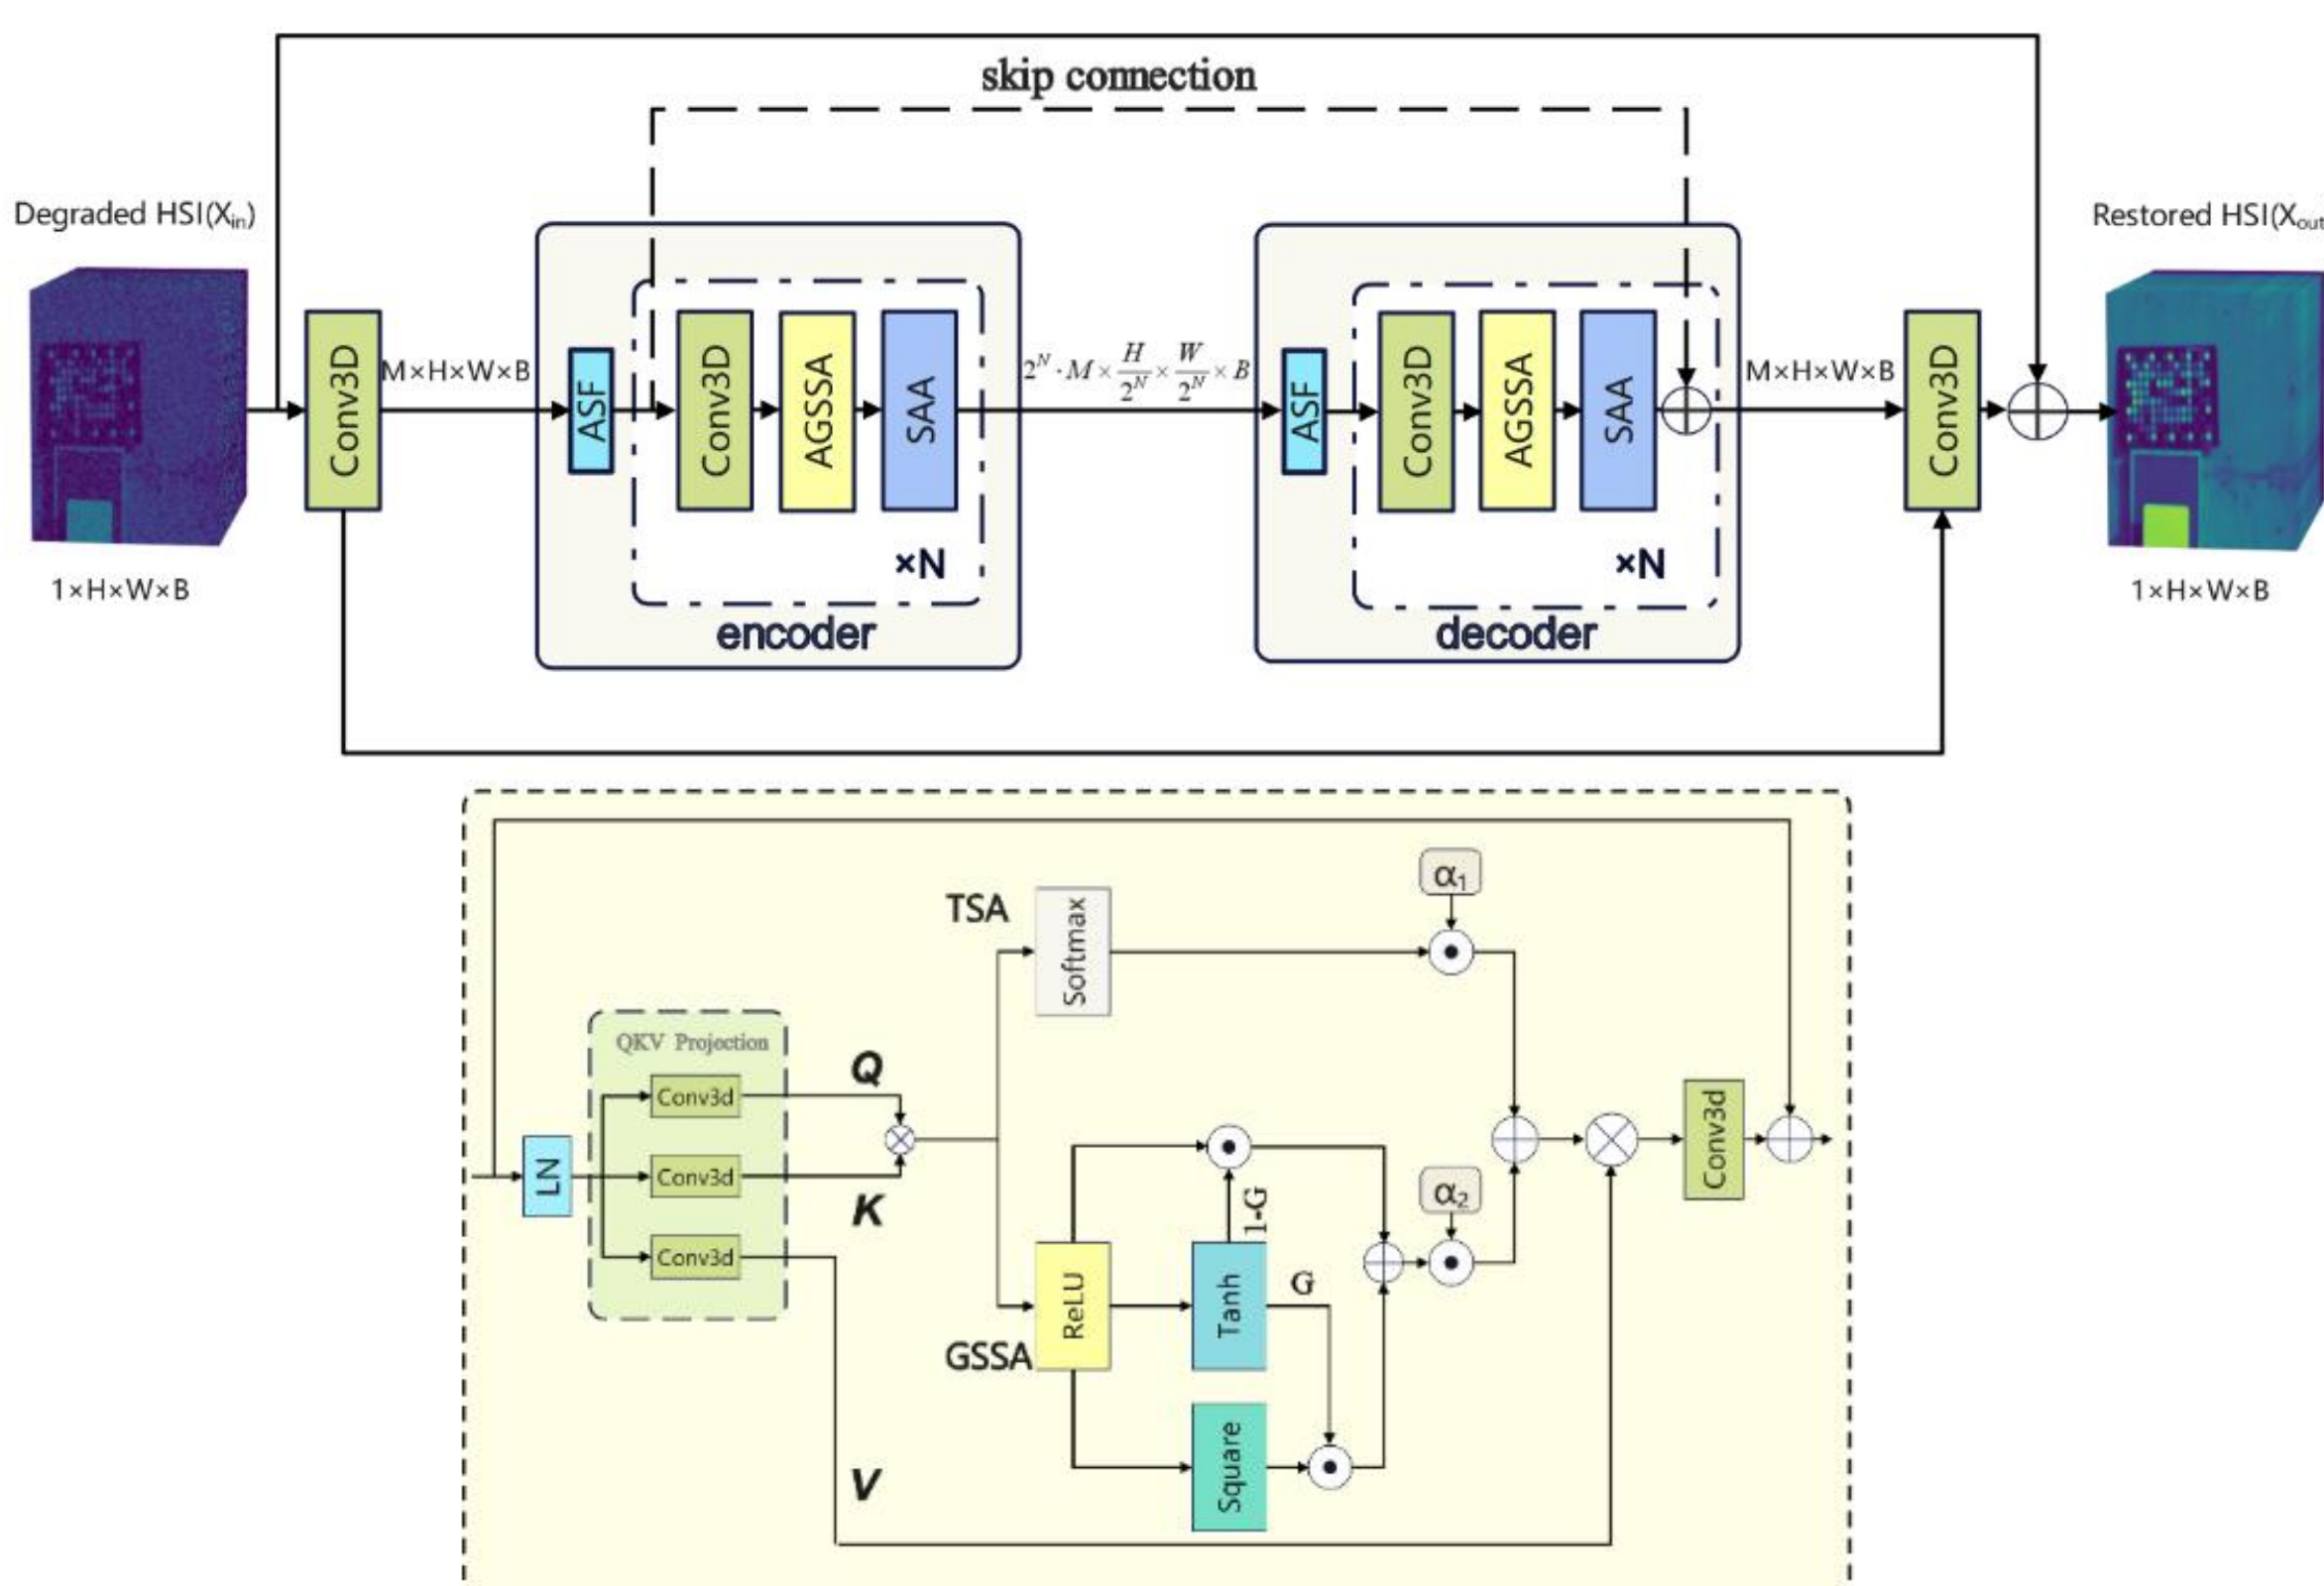 skip connection
Degraded HSI(Xin)
Restored HSI(Xout
Conv3D
M×H×W×B
ASF
Conv3D
AGSSA
SAA
2^N·M×H/2^N×W/2^N×B
ASF
Conv3D
AGSSA
SAA
M×H×W×B
Conv3D
×N
×N
1×H×W×B
1×H×W×B
encoder
decoder
α1
TSA
Softmax
QKV Projection
Q
Conv3d
LN
Conv3d
K
Conv3d
1-G
α2
Conv3d
G
ReLU
Tanh
GSSA
V
Square